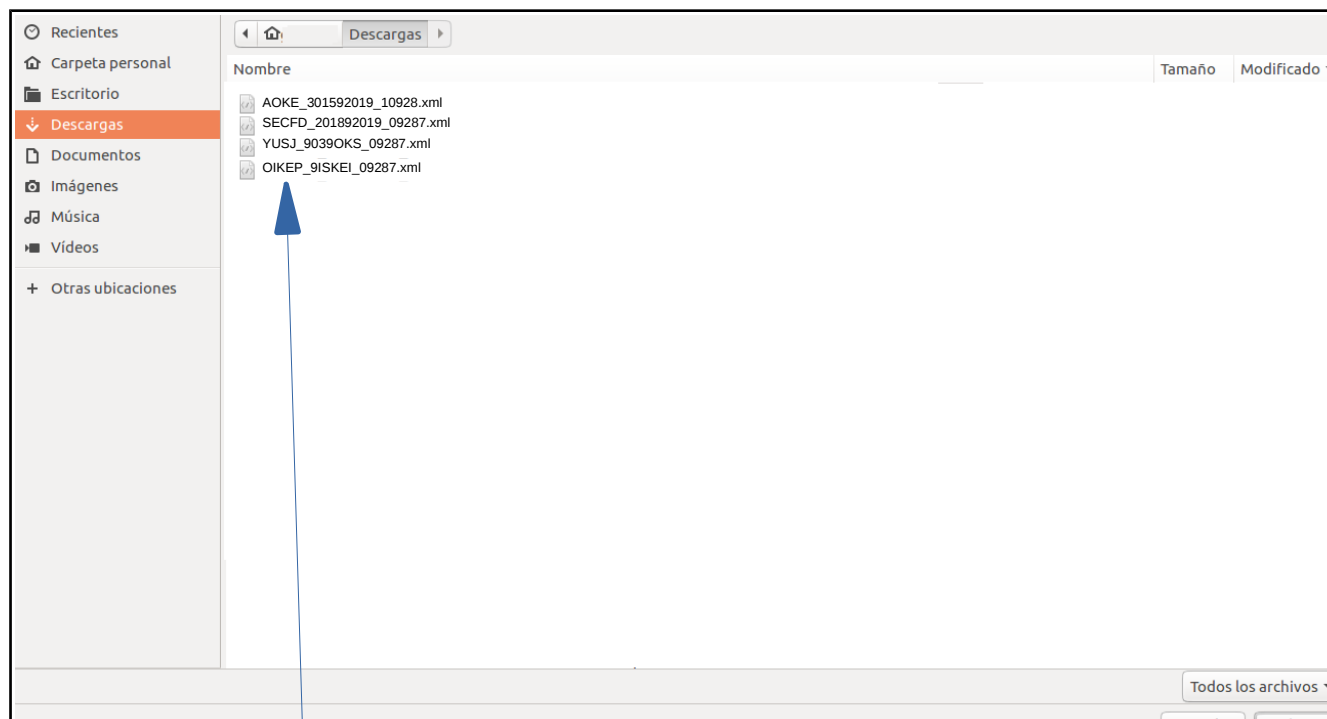 Recientes
Carpeta personal
Escritorio
Descargas
Documentos
Imágenes
Música
Vídeos
Otras ubicaciones
Descargas
Nombre Tamaño Modificado
AOKE_301592019_10928.xml
SECFD_201892019_09287.xml
YUSJ_9039OKS_09287.xml
OIKEP_9ISKEI_09287.xml
Todos los archivos